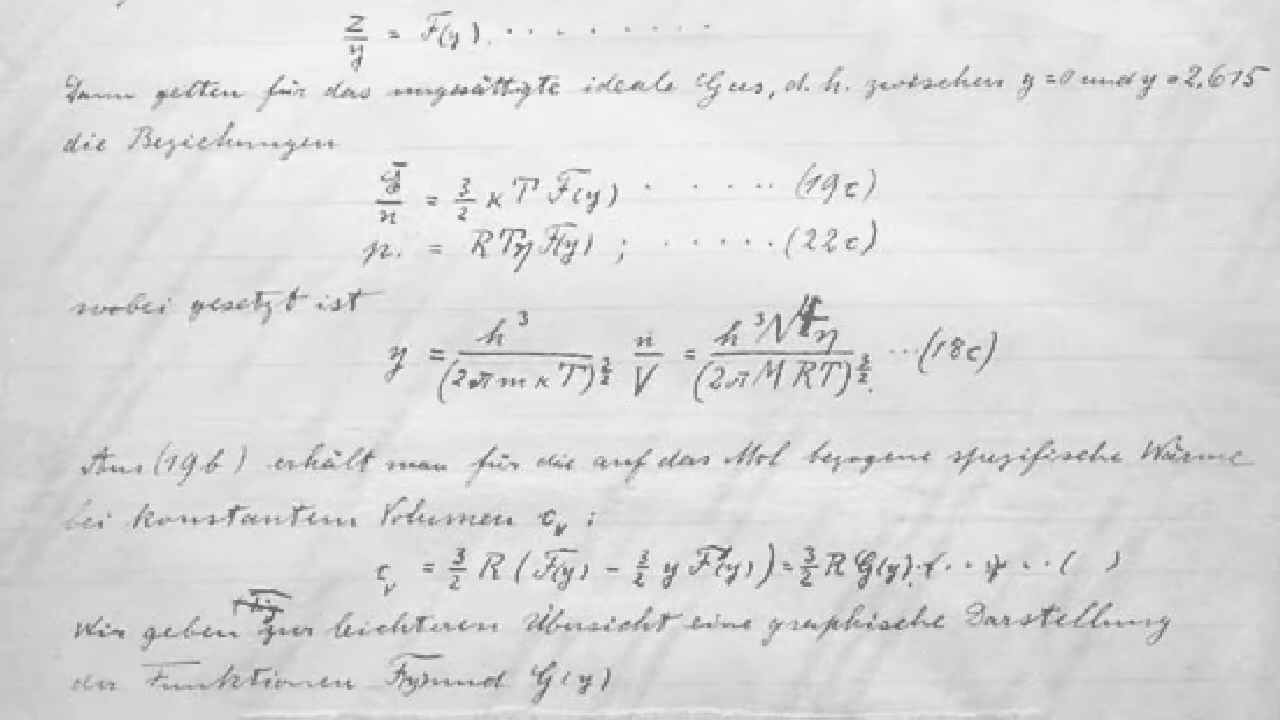 z/y = F(y) . . . . . . . . .
Dann gelten für das ungesättigte ideale Gas, d. h. zwischen y = 0 und y = 2,615
die Beziehungen
Ē/n = 3/2 κ T F(y) . . . . . (19c)
p. = R T η F(y) ; . . . . . . (22c)
wobei gesetzt ist
y = h³/(2π m κ T)^{3/2} n/V = h³ N⁴ η/(2π M R T)^{3/2} . . . (18c)
Aus (19b) erhält man für die auf das Mol bezogene spezifische Wärme
bei konstantem Volumen c_v :
c_v = 3/2 R (F(y) − 3/2 y F'(y)) = 3/2 R G(y) . ( . . . . . ( )
Wir geben zur leichteren Übersicht eine graphische Darstellung
der Funktionen F(y) und G(y)